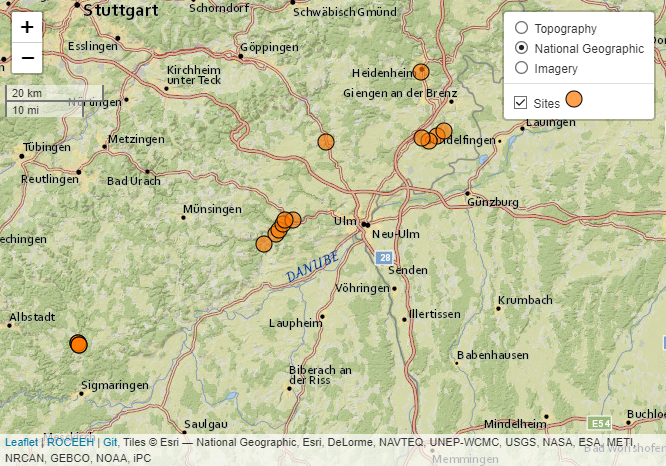 Stuttgart
Schorndorf
Schwäbisch Gmünd
+
−
Esslingen
Göppingen
Topography
National Geographic
Imagery
Sites
Kirchheim
unter Teck
Heidenheim
Giengen an der Brenz
20 km
10 mi
Nürtingen
Metzingen
Tübingen
Reutlingen
Bad Urach
Lauingen
ndelfingen
Münsingen
Günzburg
Ulm
Neu-Ulm
echingen
DANUBE
28
Senden
Vöhringen
Krumbach
Albstadt
Laupheim
Illertissen
Babenhausen
Biberach an
der Riss
Sigmaringen
Saulgau
Mindelheim
E54
Buchloe
Leaflet | ROCEEH | Git, Tiles © Esri — National Geographic, Esri, DeLorme, NAVTEQ, UNEP-WCMC, USGS, NASA, ESA, METI,
NRCAN, GEBCO, NOAA, iPC
Bad Wörishofen
Memmingen